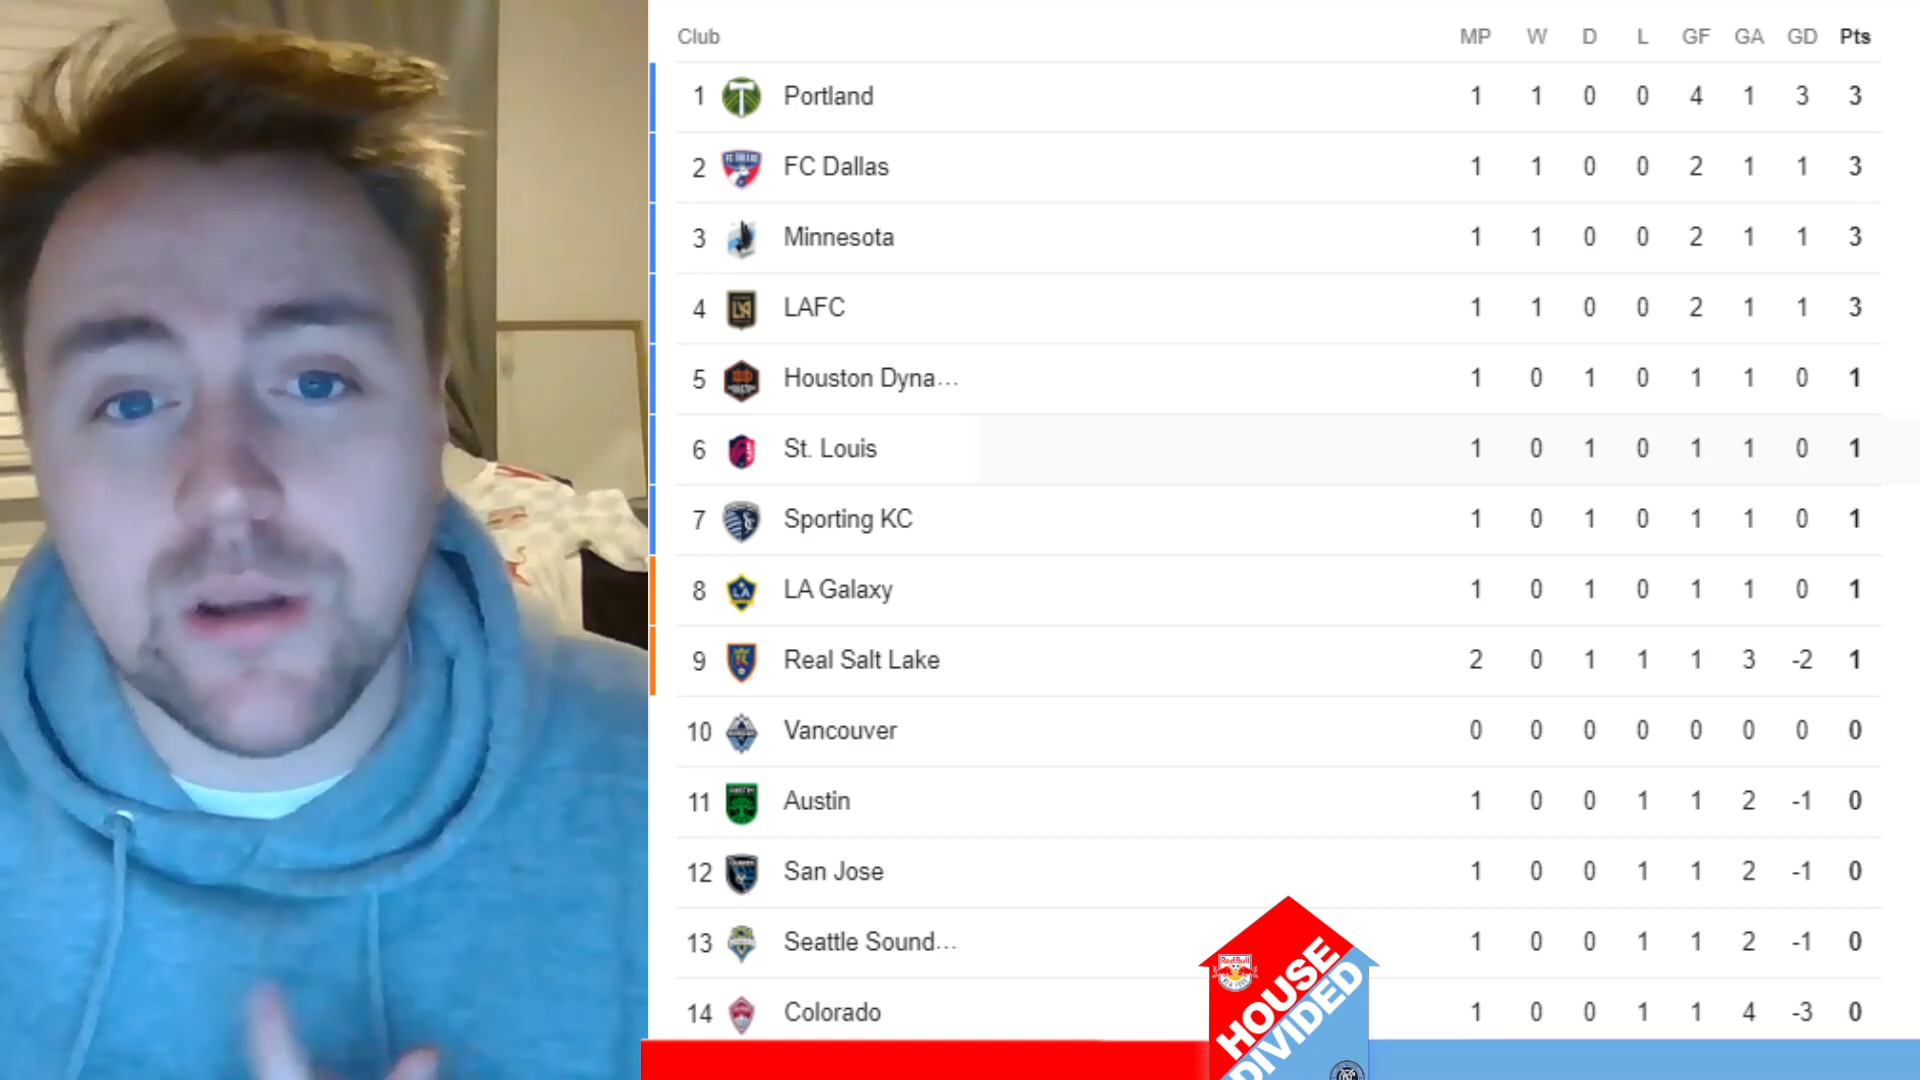 Club MP W D L GF GA GD Pts
1 Portland 1 1 0 0 4 1 3 3
2 FC Dallas 1 1 0 0 2 1 1 3
3 Minnesota 1 1 0 0 2 1 1 3
4 LAFC 1 1 0 0 2 1 1 3
5 Houston Dyna... 1 0 1 0 1 1 0 1
6 St. Louis 1 0 1 0 1 1 0 1
7 Sporting KC 1 0 1 0 1 1 0 1
8 LA Galaxy 1 0 1 0 1 1 0 1
9 Real Salt Lake 2 0 1 1 1 3 -2 1
10 Vancouver 0 0 0 0 0 0 0 0
11 Austin 1 0 0 1 1 2 -1 0
12 San Jose 1 0 0 1 1 2 -1 0
13 Seattle Sound... 1 0 0 1 1 2 -1 0
14 Colorado 1 0 0 1 1 4 -3 0
RedBull
NEW YORK
HOUSE
DIVIDED